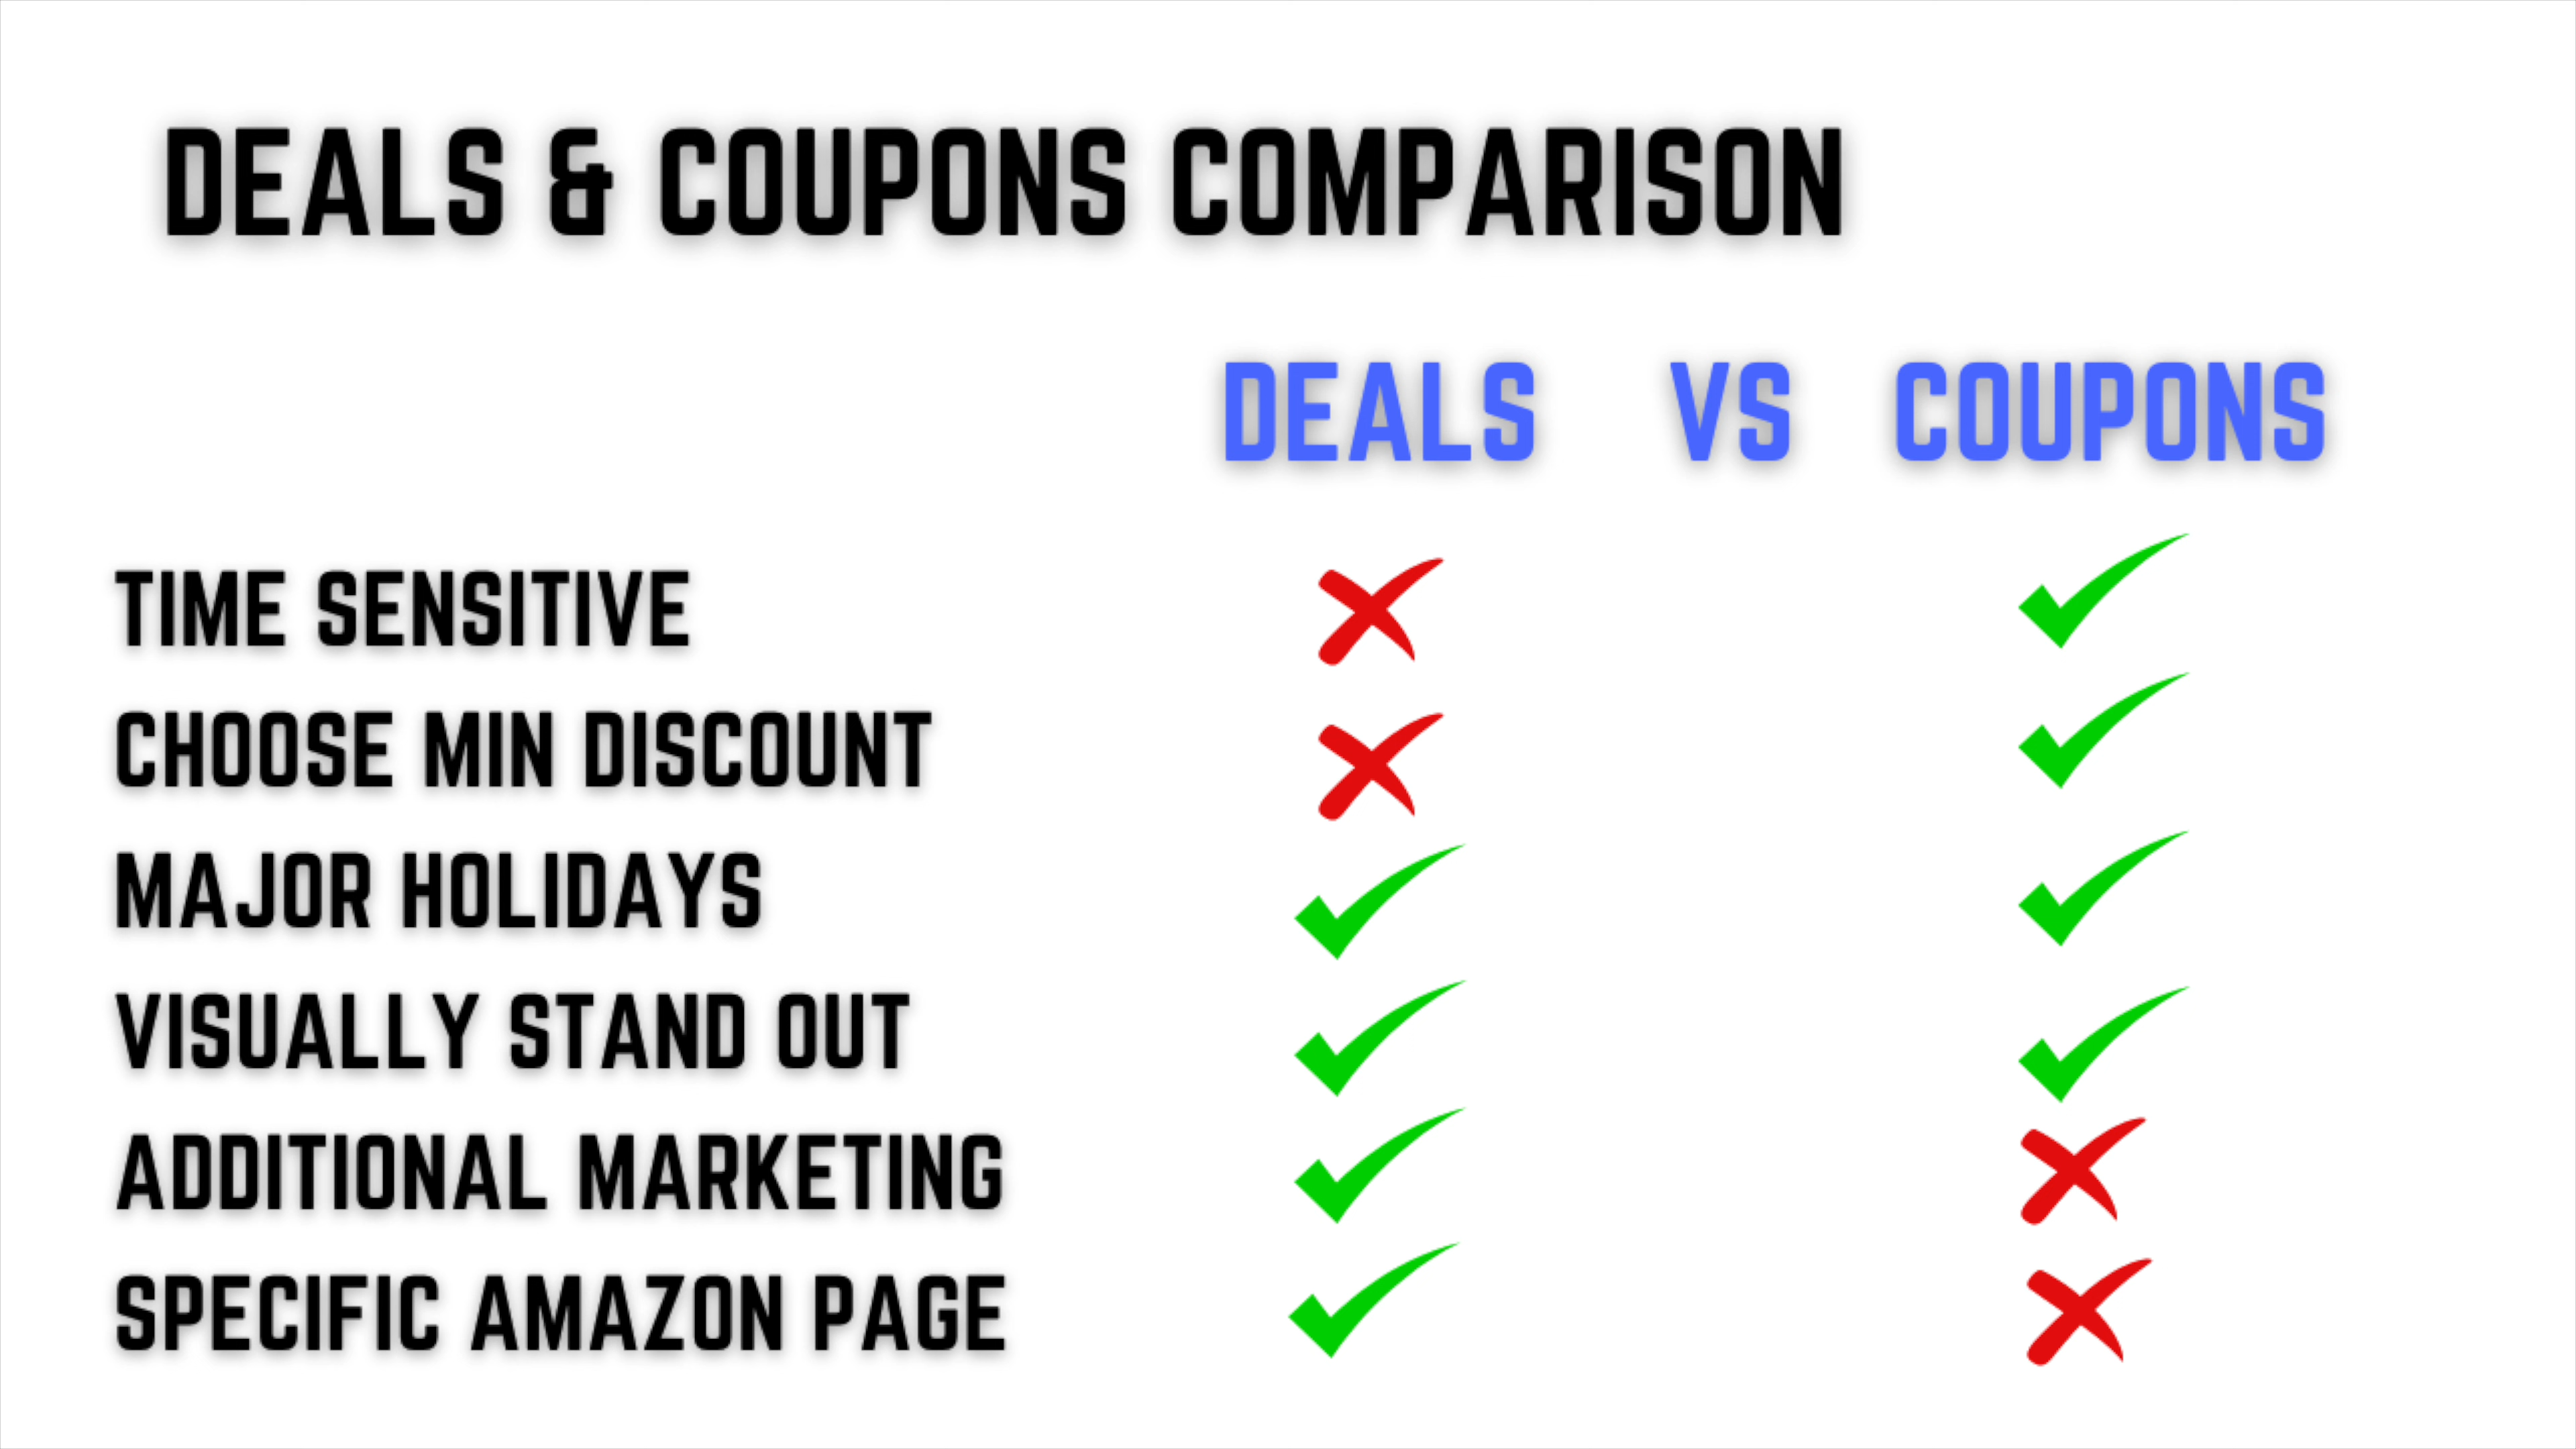 DEALS & COUPONS COMPARISON
DEALS VS COUPONS
TIME SENSITIVE
CHOOSE MIN DISCOUNT
MAJOR HOLIDAYS
VISUALLY STAND OUT
ADDITIONAL MARKETING
SPECIFIC AMAZON PAGE